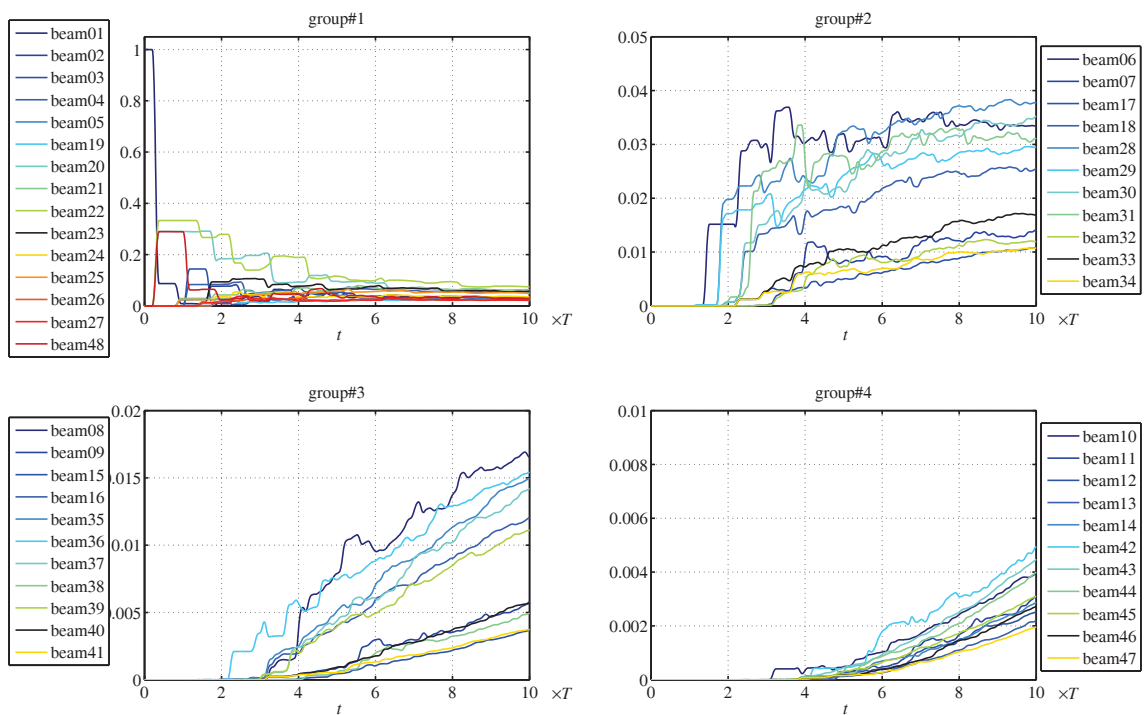 group#1
beam01
beam02
beam03
beam04
beam05
beam19
beam20
beam21
beam22
beam23
beam24
beam25
beam26
beam27
beam48
1
0.8
0.6
0.4
0.2
0
0 2 4 6 8 10
×T
t
group#2
0.05
0.04
0.03
0.02
0.01
0
0 2 4 6 8 10
×T
t
beam06
beam07
beam17
beam18
beam28
beam29
beam30
beam31
beam32
beam33
beam34
group#3
beam08
beam09
beam15
beam16
beam35
beam36
beam37
beam38
beam39
beam40
beam41
0.02
0.015
0.01
0.005
0
0 2 4 6 8 10
×T
t
group#4
0.01
0.008
0.006
0.004
0.002
0
0 2 4 6 8 10
×T
t
beam10
beam11
beam12
beam13
beam14
beam42
beam43
beam44
beam45
beam46
beam47